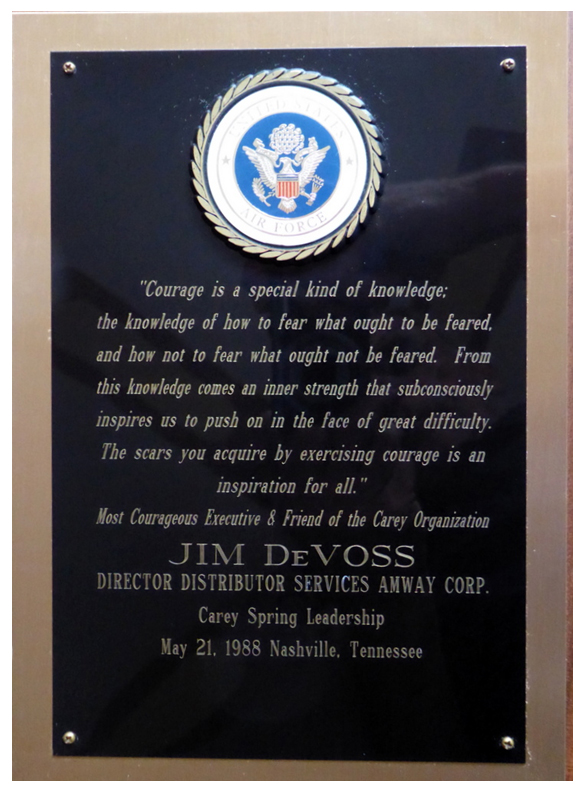 UNITED STATES
AIR FORCE
"Courage is a special kind of knowledge;
the knowledge of how to fear what ought to be feared,
and how not to fear what ought not be feared. From
this knowledge comes an inner strength that subconsciously
inspires us to push on in the face of great difficulty.
The scars you acquire by exercising courage is an
inspiration for all."
Most Courageous Executive & Friend of the Carey Organization
JIM DEVOSS
DIRECTOR DISTRIBUTOR SERVICES AMWAY CORP.
Carey Spring Leadership
May 21, 1988 Nashville, Tennessee